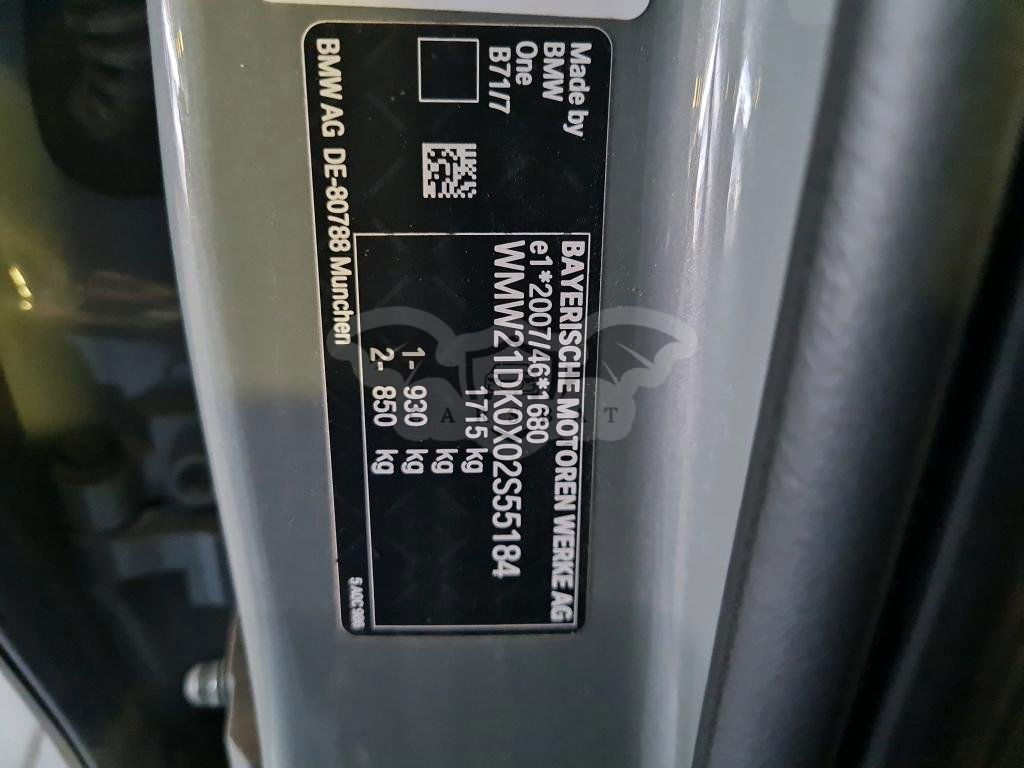 Made by
BMW
One
B71/7
BAYERISCHE MOTOREN WERKE AG
e1*2007/46*1680
WMW21DK0X02S55184
1715 kg
kg
1- 930 kg
2- 850 kg
BMW AG DE-80788 Munchen